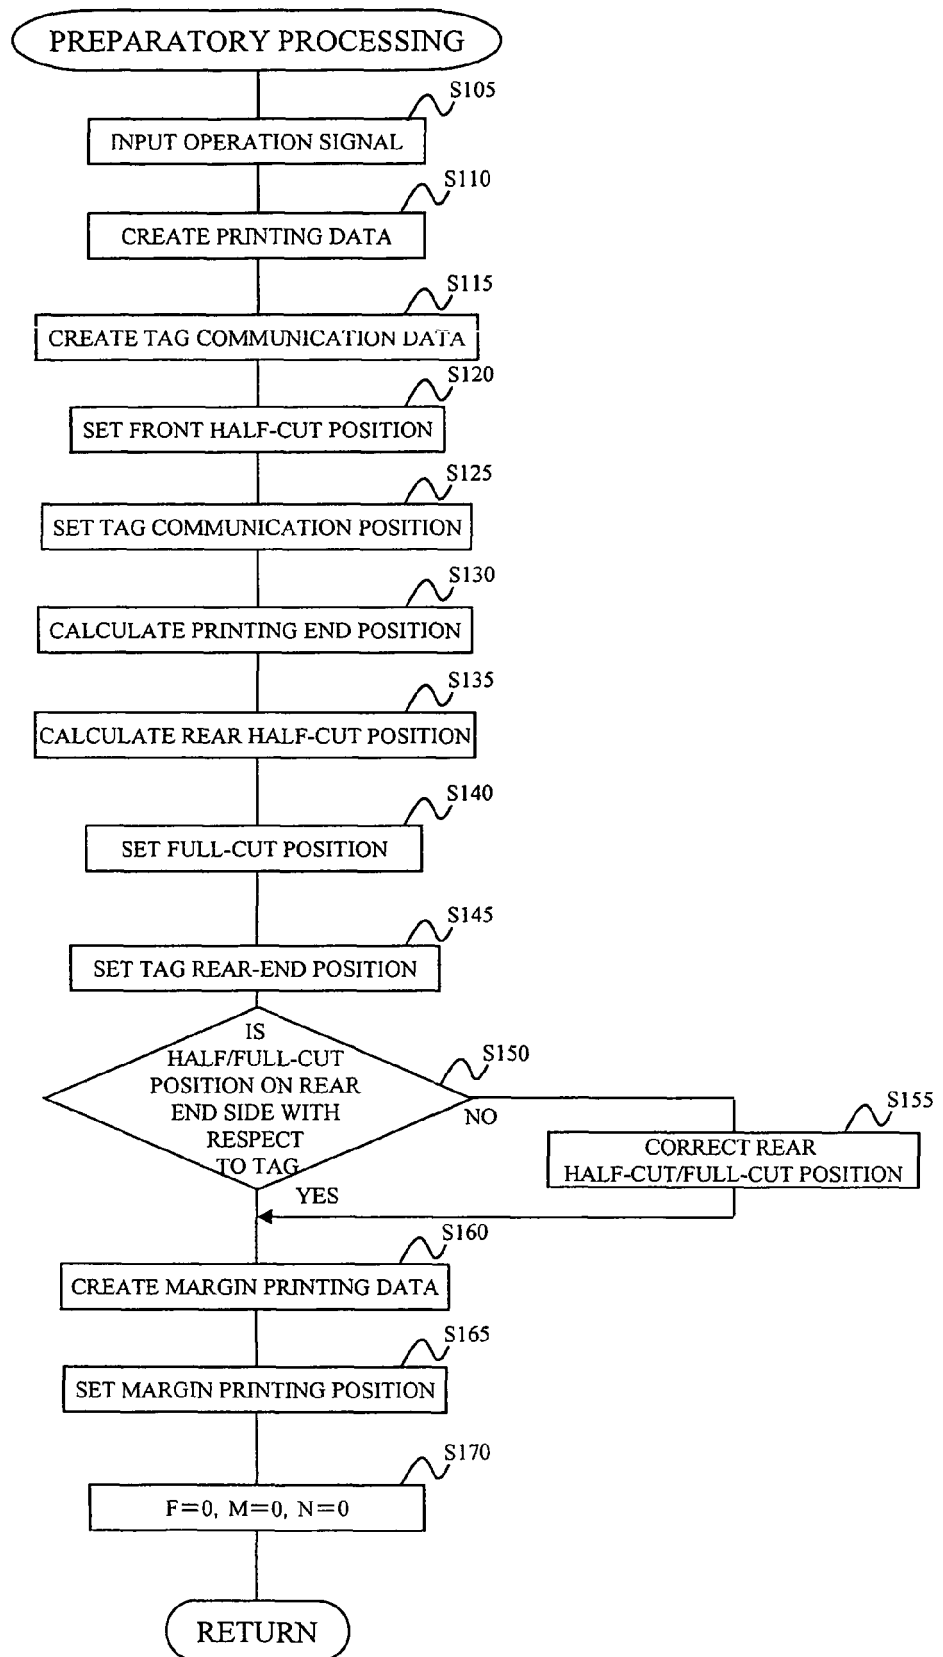 PREPARATORY PROCESSING
S105
INPUT OPERATION SIGNAL
S110
CREATE PRINTING DATA
S115
CREATE TAG COMMUNICATION DATA
S120
SET FRONT HALF-CUT POSITION
S125
SET TAG COMMUNICATION POSITION
S130
CALCULATE PRINTING END POSITION
S135
CALCULATE REAR HALF-CUT POSITION
S140
SET FULL-CUT POSITION
S145
SET TAG REAR-END POSITION
IS
HALF/FULL-CUT
POSITION ON REAR
END SIDE WITH
RESPECT
TO TAG
S150
NO
S155
CORRECT REAR
HALF-CUT/FULL-CUT POSITION
YES
S160
CREATE MARGIN PRINTING DATA
S165
SET MARGIN PRINTING POSITION
S170
F=0, M=0, N=0
RETURN